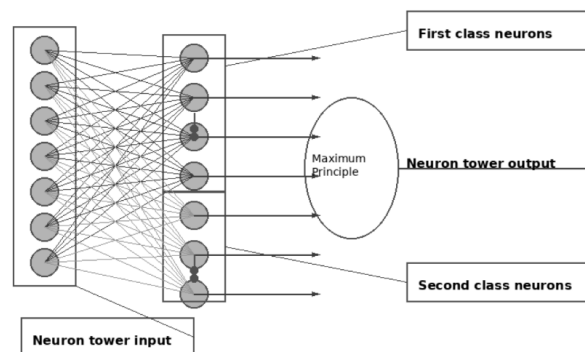 First class neurons
Maximum
Principle
Neuron tower output
Second class neurons
Neuron tower input